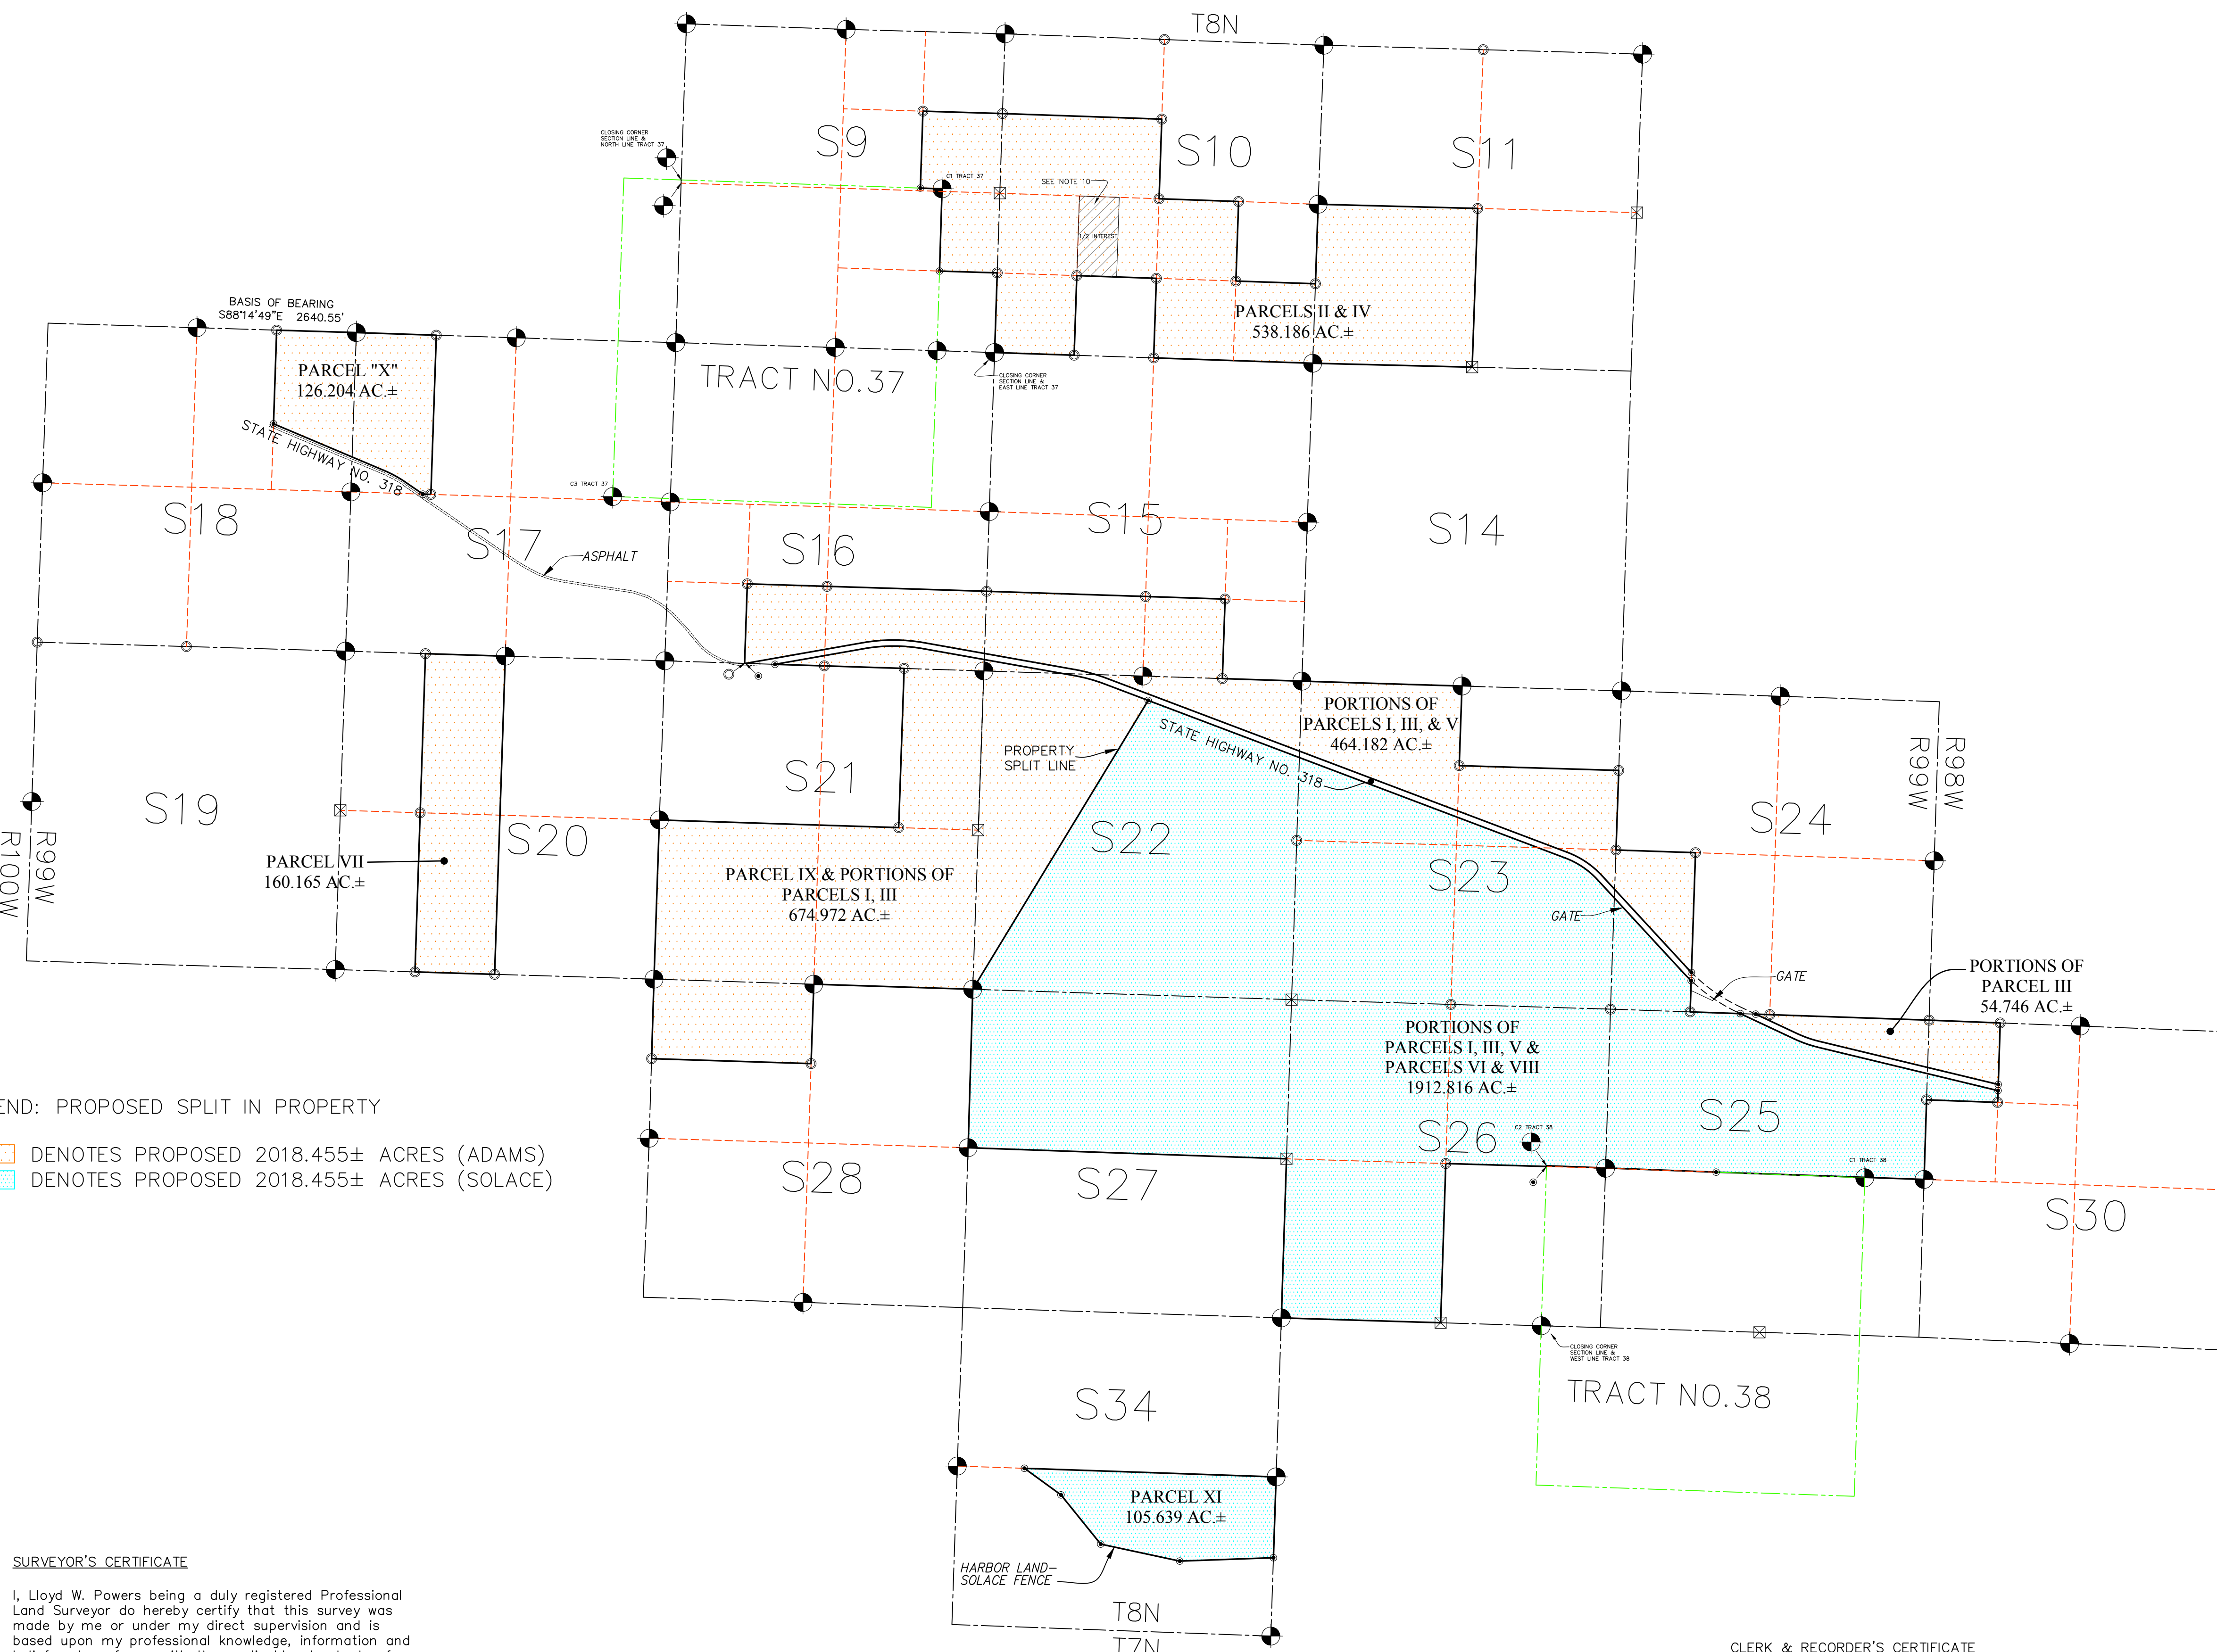 T8N
CLOSING CORNER
SECTION LINE &
NORTH LINE TRACT 37
S9
S10
S11
C1 TRACT 37
SEE NOTE 10
1/2 INTEREST
BASIS OF BEARING
S88°14'49"E 2640.55'
PARCELS II & IV
538.186 AC.±
PARCEL "X"
126.204 AC.±
TRACT NO.37
CLOSING CORNER
SECTION LINE &
EAST LINE TRACT 37
STATE HIGHWAY NO. 318
C3 TRACT 37
S18
S17
S16
S15
S14
ASPHALT
PORTIONS OF
PARCELS I, III, & V
464.182 AC.±
PROPERTY
SPLIT LINE
STATE HIGHWAY NO. 318
R99W
R98W
S19
S20
S21
S22
S23
S24
R100W
R99W
PARCEL VII
160.165 AC.±
PARCEL IX & PORTIONS OF
PARCELS I, III
674.972 AC.±
GATE
GATE
PORTIONS OF
PARCEL III
54.746 AC.±
PORTIONS OF
PARCELS I, III, V &
PARCELS VI & VIII
1912.816 AC.±
END: PROPOSED SPLIT IN PROPERTY
DENOTES PROPOSED 2018.455± ACRES (ADAMS)
DENOTES PROPOSED 2018.455± ACRES (SOLACE)
S28
S27
S26
S25
S30
C2 TRACT 38
C1 TRACT 38
CLOSING CORNER
SECTION LINE &
WEST LINE TRACT 38
TRACT NO.38
S34
PARCEL XI
105.639 AC.±
HARBOR LAND-
SOLACE FENCE
T8N
T7N
SURVEYOR'S CERTIFICATE
I, Lloyd W. Powers being a duly registered Professional
Land Surveyor do hereby certify that this survey was
made by me or under my direct supervision and is
based upon my professional knowledge, information and
CLERK & RECORDER'S CERTIFICATE